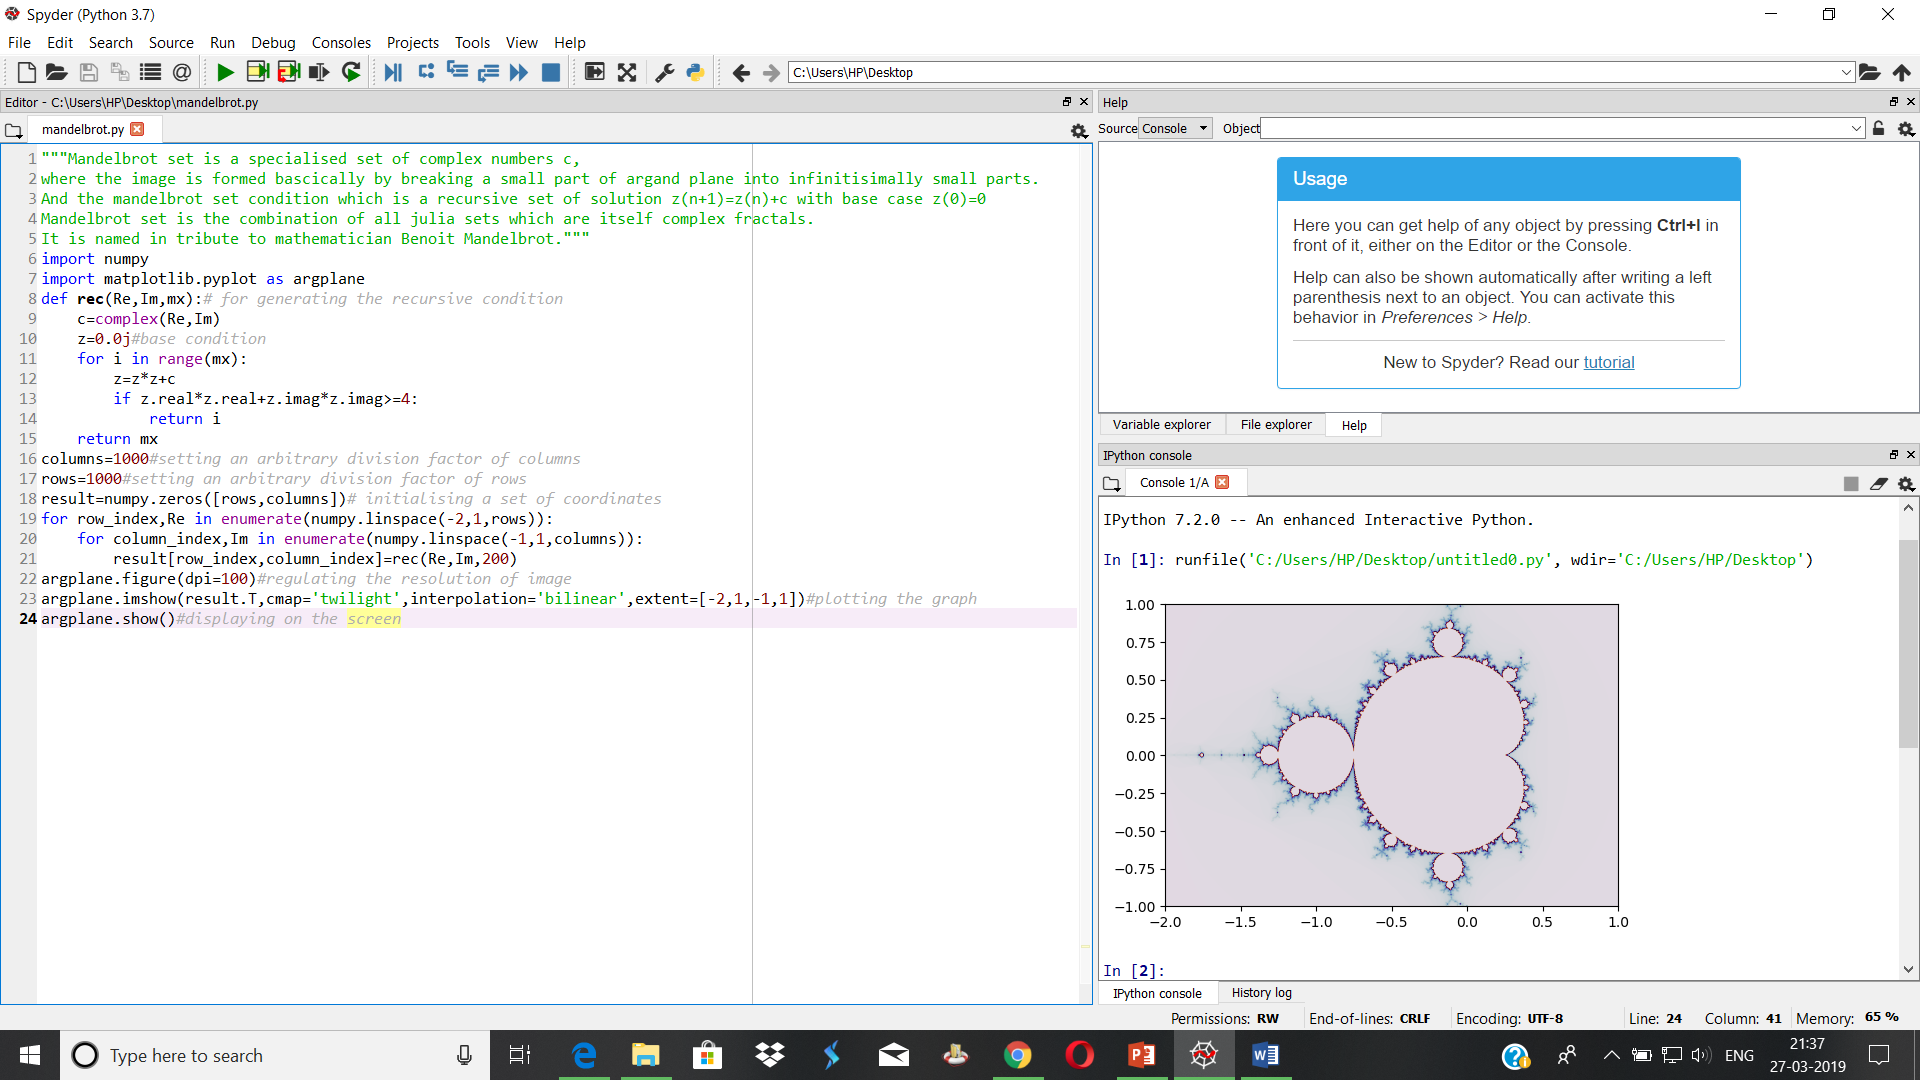 Spyder (Python 3.7)
File Edit Search Source Run Debug Consoles Projects Tools View Help
C:\Users\HP\Desktop
Editor - C:\Users\HP\Desktop\mandelbrot.py
mandelbrot.py
1 """Mandelbrot set is a specialised set of complex numbers c,
2 where the image is formed bascically by breaking a small part of argand plane into infinitisimally small parts.
3 And the mandelbrot set condition which is a recursive set of solution z(n+1)=z(n)+c with base case z(0)=0
4 Mandelbrot set is the combination of all julia sets which are itself complex fractals.
5 It is named in tribute to mathematician Benoit Mandelbrot."""
6 import numpy
7 import matplotlib.pyplot as argplane
8 def rec(Re,Im,mx):# for generating the recursive condition
9     c=complex(Re,Im)
10     z=0.0j#base condition
11     for i in range(mx):
12         z=z*z+c
13         if z.real*z.real+z.imag*z.imag>=4:
14             return i
15     return mx
16 columns=1000#setting an arbitrary division factor of columns
17 rows=1000#setting an arbitrary division factor of rows
18 result=numpy.zeros([rows,columns])# initialising a set of coordinates
19 for row_index,Re in enumerate(numpy.linspace(-2,1,rows)):
20     for column_index,Im in enumerate(numpy.linspace(-1,1,columns)):
21         result[row_index,column_index]=rec(Re,Im,200)
22 argplane.figure(dpi=100)#regulating the resolution of image
23 argplane.imshow(result.T,cmap='twilight',interpolation='bilinear',extent=[-2,1,-1,1])#plotting the graph
24 argplane.show()#displaying on the screen
Help
Source Console Object
Usage
Here you can get help of any object by pressing Ctrl+I in
front of it, either on the Editor or the Console.
Help can also be shown automatically after writing a left
parenthesis next to an object. You can activate this
behavior in Preferences > Help.
New to Spyder? Read our tutorial
Variable explorer File explorer Help
IPython console
Console 1/A
IPython 7.2.0 -- An enhanced Interactive Python.
In [1]: runfile('C:/Users/HP/Desktop/untitled0.py', wdir='C:/Users/HP/Desktop')
1.00
0.75
0.50
0.25
0.00
−0.25
−0.50
−0.75
−1.00
−2.0 −1.5 −1.0 −0.5 0.0 0.5 1.0
In [2]:
IPython console History log
Permissions: RW End-of-lines: CRLF Encoding: UTF-8 Line: 24 Column: 41 Memory: 65 %
Type here to search
ENG
21:37
27-03-2019